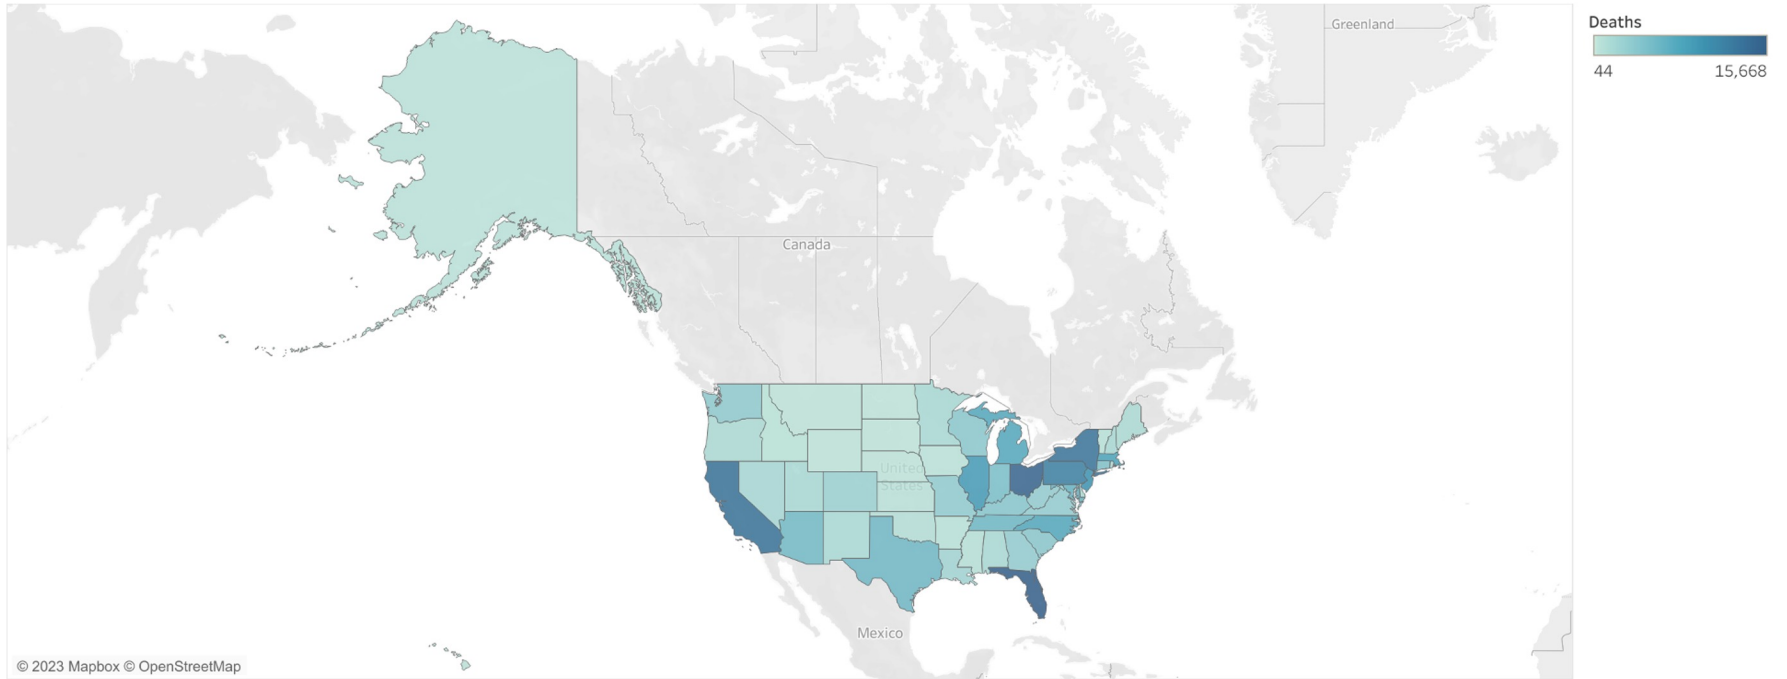 Greenland
Deaths
44 15,668
Canada
United
States
Mexico
© 2023 Mapbox © OpenStreetMap